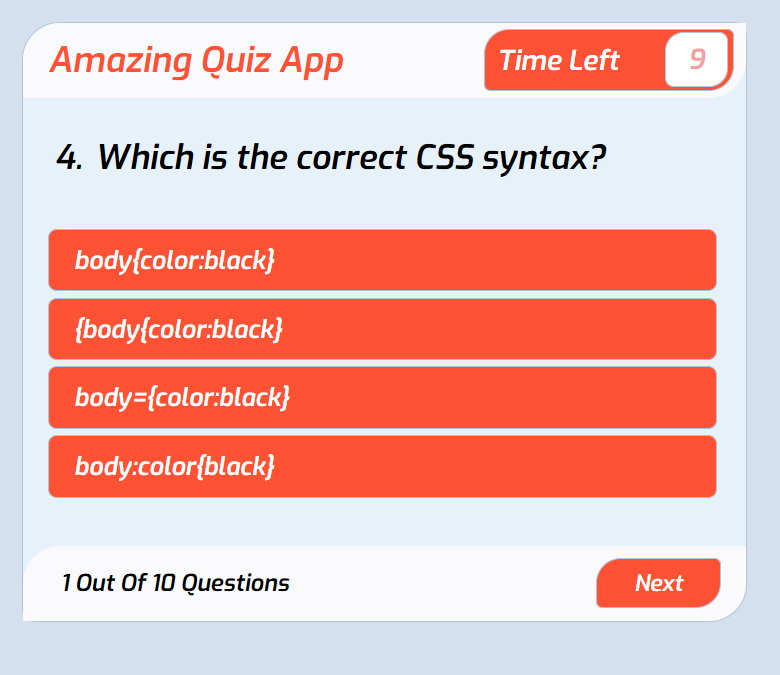 Amazing Quiz App
Time Left 9
4. Which is the correct CSS syntax?
body{color:black}
{body{color:black}
body={color:black}
body:color{black}
1 Out Of 10 Questions
Next